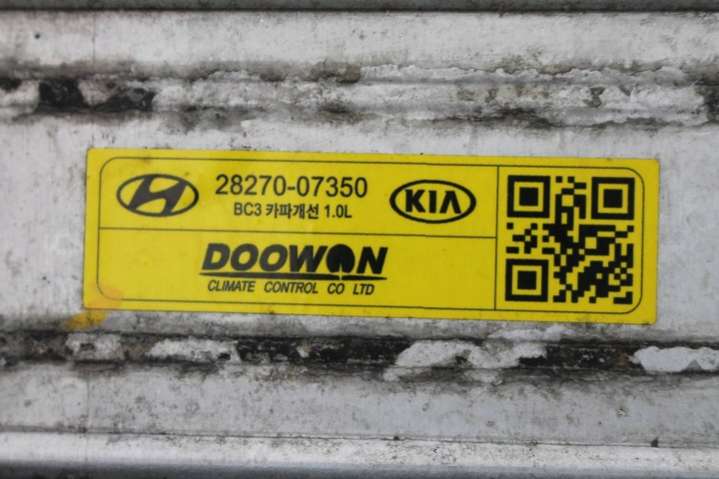 28270-07350
BC3 카파개선 1.0L
KIA
DOOWON
CLIMATE CONTROL CO LTD